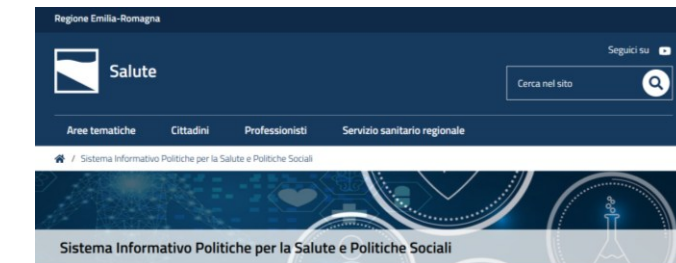 Regione Emilia-Romagna
Seguici su
Salute
Cerca nel sito
Aree tematiche Cittadini Professionisti Servizio sanitario regionale
/ Sistema Informativo Politiche per la Salute e Politiche Sociali
Sistema Informativo Politiche per la Salute e Politiche Sociali